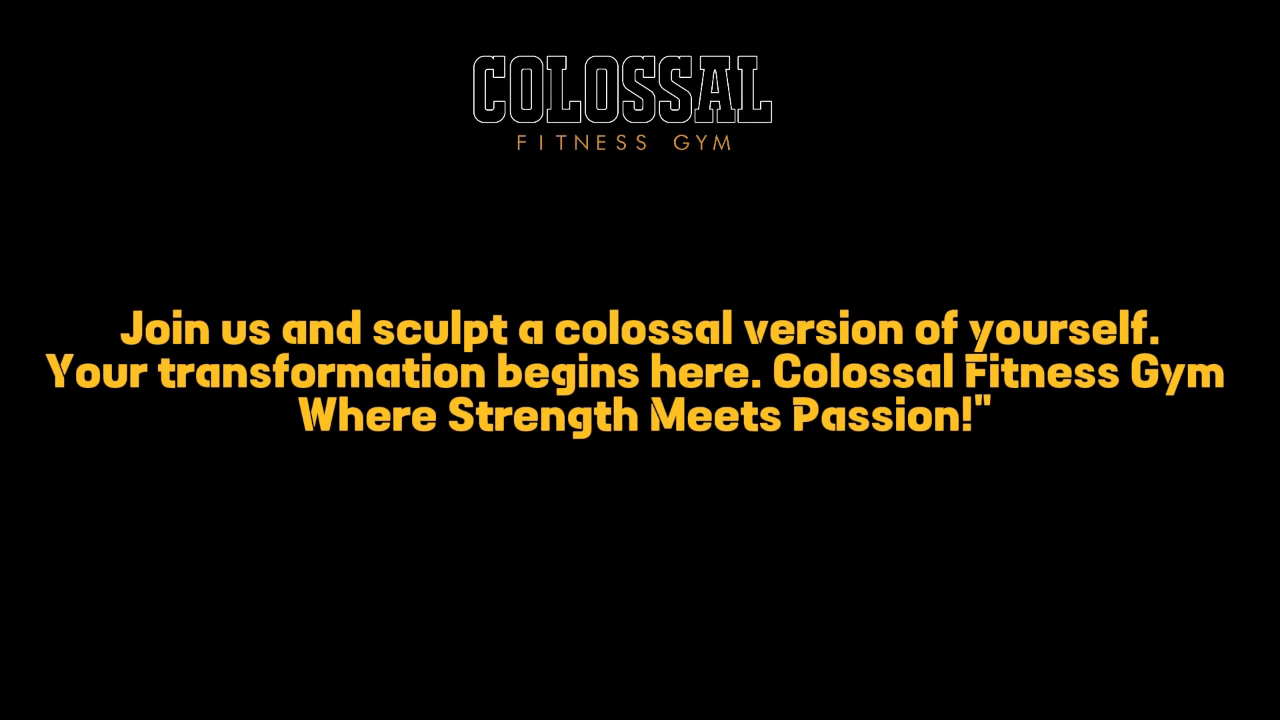 COLOSSAL
FITNESS GYM
Join us and sculpt a colossal version of yourself.
Your transformation begins here. Colossal Fitness Gym
Where Strength Meets Passion!"